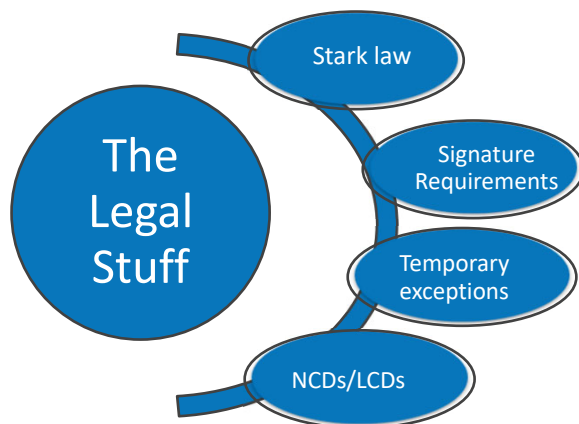 The
Legal
Stuff
Stark law
Signature
Requirements
Temporary
exceptions
NCDs/LCDs